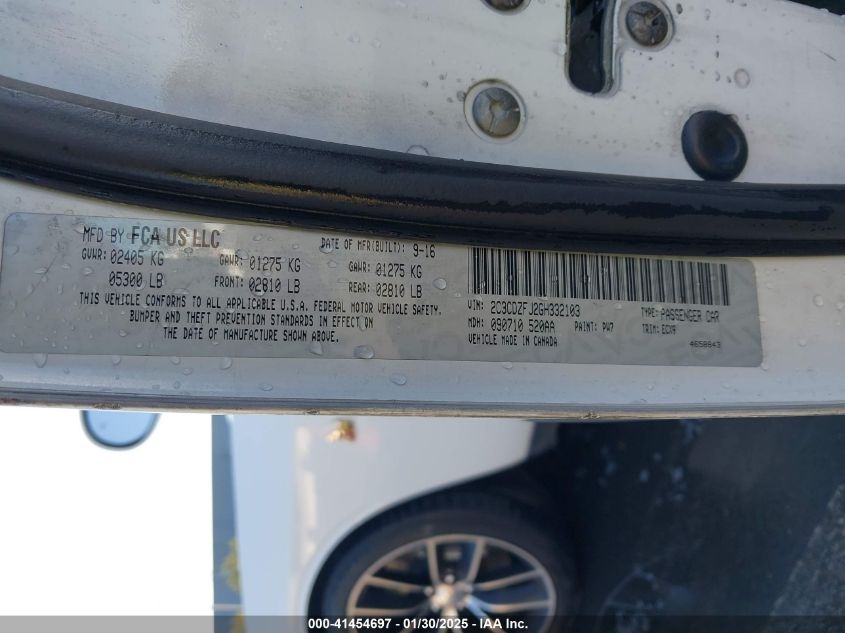 MFD BY FCA US LLC
DATE OF MFR(BUILT): 9-16
GVWR: 02405 KG GAWR: 01275 KG GAWR: 01275 KG
05300 LB FRONT: 02810 LB REAR: 02810 LB
THIS VEHICLE CONFORMS TO ALL APPLICABLE U.S.A. FEDERAL MOTOR VEHICLE SAFETY,
BUMPER AND THEFT PREVENTION STANDARDS IN EFFECT ON
THE DATE OF MANUFACTURE SHOWN ABOVE.
VIN: 2C3CDZFJ2GH332103 TYPE: PASSENGER CAR
MDH: 090710 520AA PAINT: PW7 TRIM: ECX9
VEHICLE MADE IN CANADA 4658843
000-41454697 - 01/30/2025 - IAA Inc.